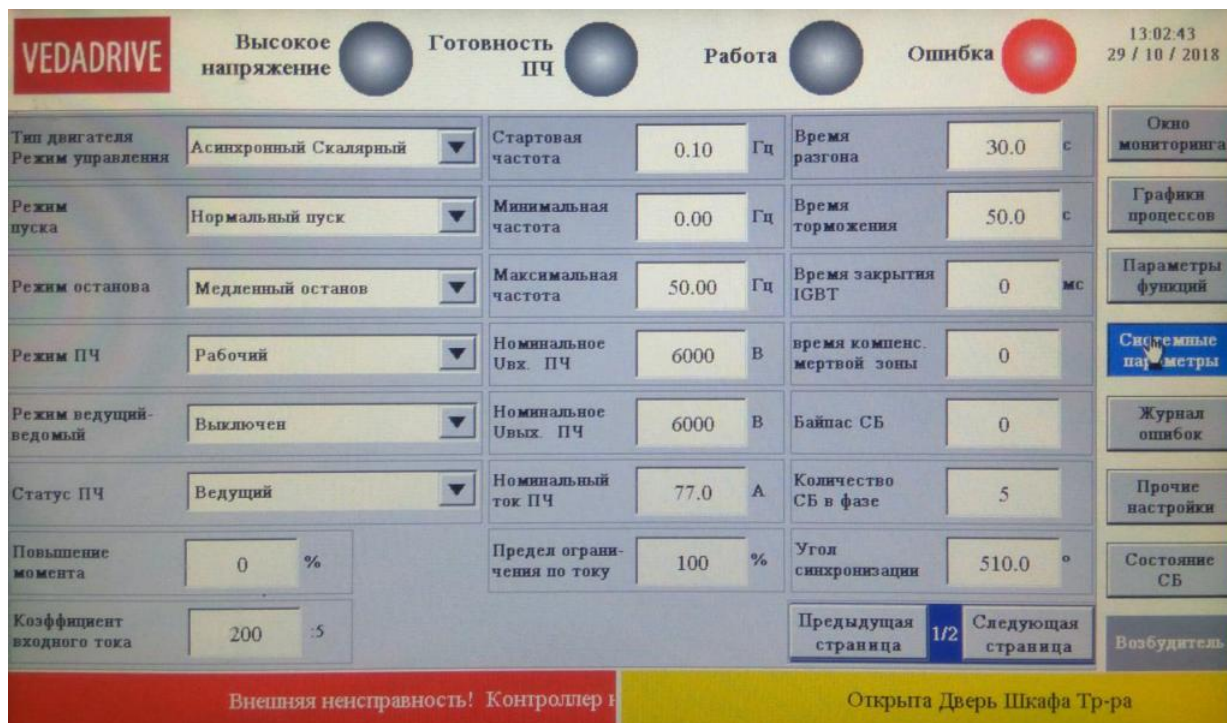 VEDADRIVE
Высокое
напряжение
Готовность
ПЧ
Работа
Ошибка
13:02:43
29 / 10 / 2018
Тип двигателя
Режим управления
Асинхронный Скалярный
Стартовая
частота
0.10 Гц
Время
разгона
30.0 с
Окно
мониторинга
Режим
пуска
Нормальный пуск
Минимальная
частота
0.00 Гц
Время
торможения
50.0 с
Графики
процессов
Режим останова
Медленный останов
Максимальная
частота
50.00 Гц
Время закрытия
IGBT
0 мс
Параметры
функций
Режим ПЧ
Рабочий
Номинальное
Uвх. ПЧ
6000 В
время компенс.
мертвой зоны
0
Системные
параметры
Режим ведущий-
ведомый
Выключен
Номинальное
Uвых. ПЧ
6000 В
Байпас СБ
0
Журнал
ошибок
Статус ПЧ
Ведущий
Номинальный
ток ПЧ
77.0 А
Количество
СБ в фазе
5
Прочие
настройки
Повышение
момента
0 %
Предел ограни-
чения по току
100 %
Угол
синхронизации
510.0 °
Состояние
СБ
Коэффициент
входного тока
200 :5
Предыдущая
страница
1/2
Следующая
страница
Возбудитель
Внешняя неисправность! Контроллер
Открыта Дверь Шкафа Тр-ра